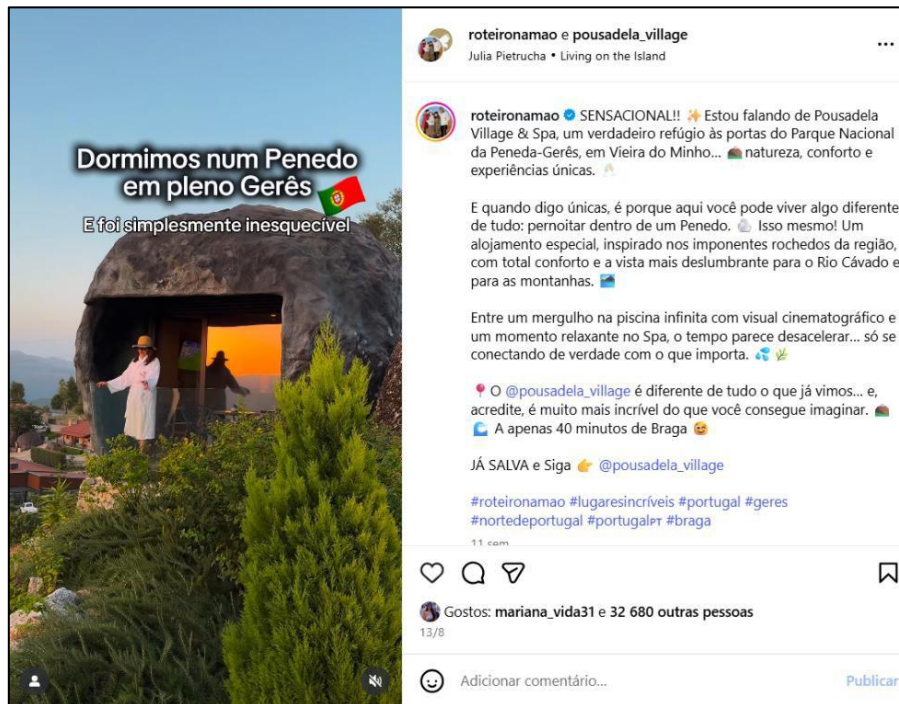 Dormimos num Penedo
em pleno Gerês
E foi simplesmente inesquecível
roteironamao e pousadela_village
Julia Pietrucha • Living on the Island
roteironamao SENSACIONAL!! ✨ Estou falando de Pousadela
Village & Spa, um verdadeiro refúgio às portas do Parque Nacional
da Peneda-Gerês, em Vieira do Minho... natureza, conforto e
experiências únicas.
E quando digo únicas, é porque aqui você pode viver algo diferente
de tudo: pernoitar dentro de um Penedo. Isso mesmo! Um
alojamento especial, inspirado nos imponentes rochedos da região,
com total conforto e a vista mais deslumbrante para o Rio Cávado e
para as montanhas.
Entre um mergulho na piscina infinita com visual cinematográfico e
um momento relaxante no Spa, o tempo parece desacelerar... só se
conectando de verdade com o que importa.
O @pousadela_village é diferente de tudo o que já vimos... e,
acredite, é muito mais incrível do que você consegue imaginar.
A apenas 40 minutos de Braga
JÁ SALVA e Siga 👉 @pousadela_village
#roteironamao #lugaresincríveis #portugal #geres
#nortedeportugal #portugalᴘᴛ #braga
11 sem
Gostos: mariana_vida31 e 32 680 outras pessoas
13/8
Adicionar comentário...
Publicar